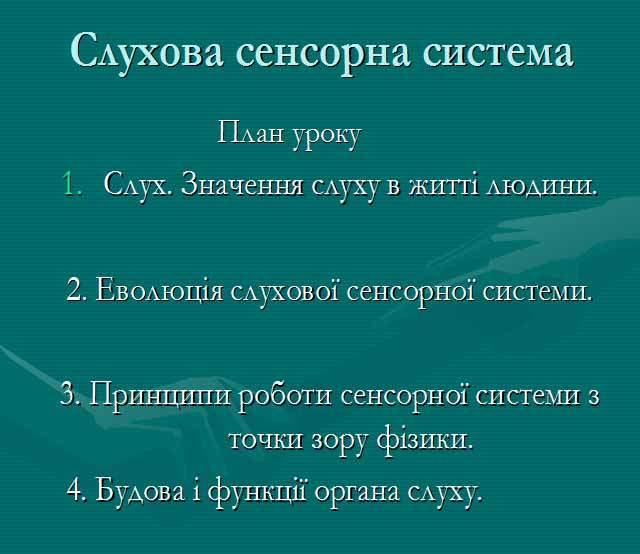 Слухова сенсорна система
План уроку
1. Слух. Значення слуху в житті людини.
2. Еволюція слухової сенсорної системи.
3. Принципи роботи сенсорної системи з
точки зору фізики.
4. Будова і функції органа слуху.